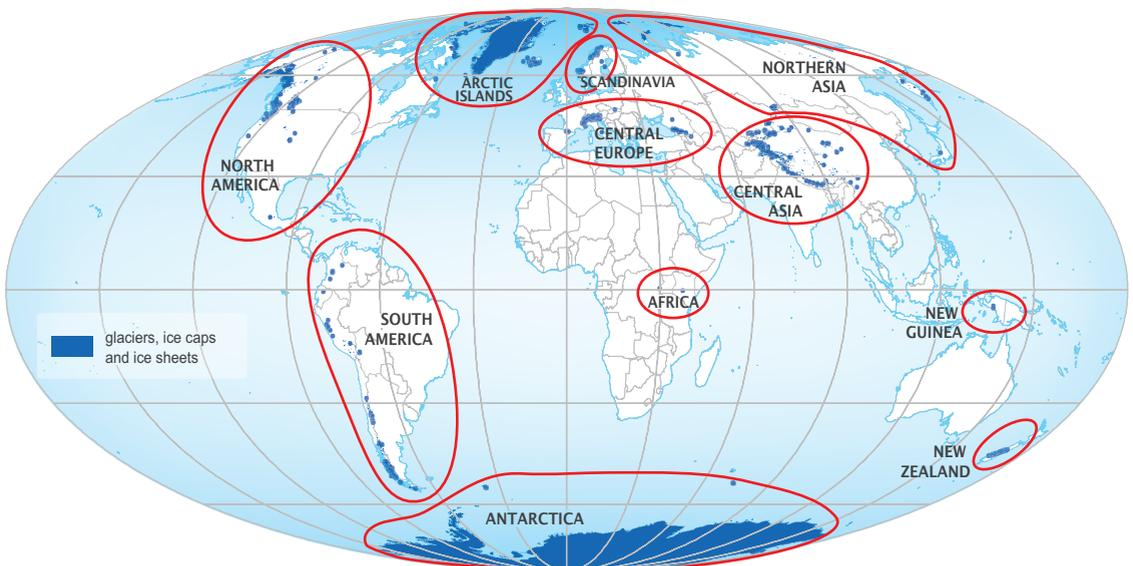 ARCTIC
ISLANDS
SCANDINAVIA
NORTHERN
ASIA
CENTRAL
EUROPE
NORTH
AMERICA
CENTRAL
ASIA
AFRICA
NEW
GUINEA
SOUTH
AMERICA
glaciers, ice caps
and ice sheets
NEW
ZEALAND
ANTARCTICA